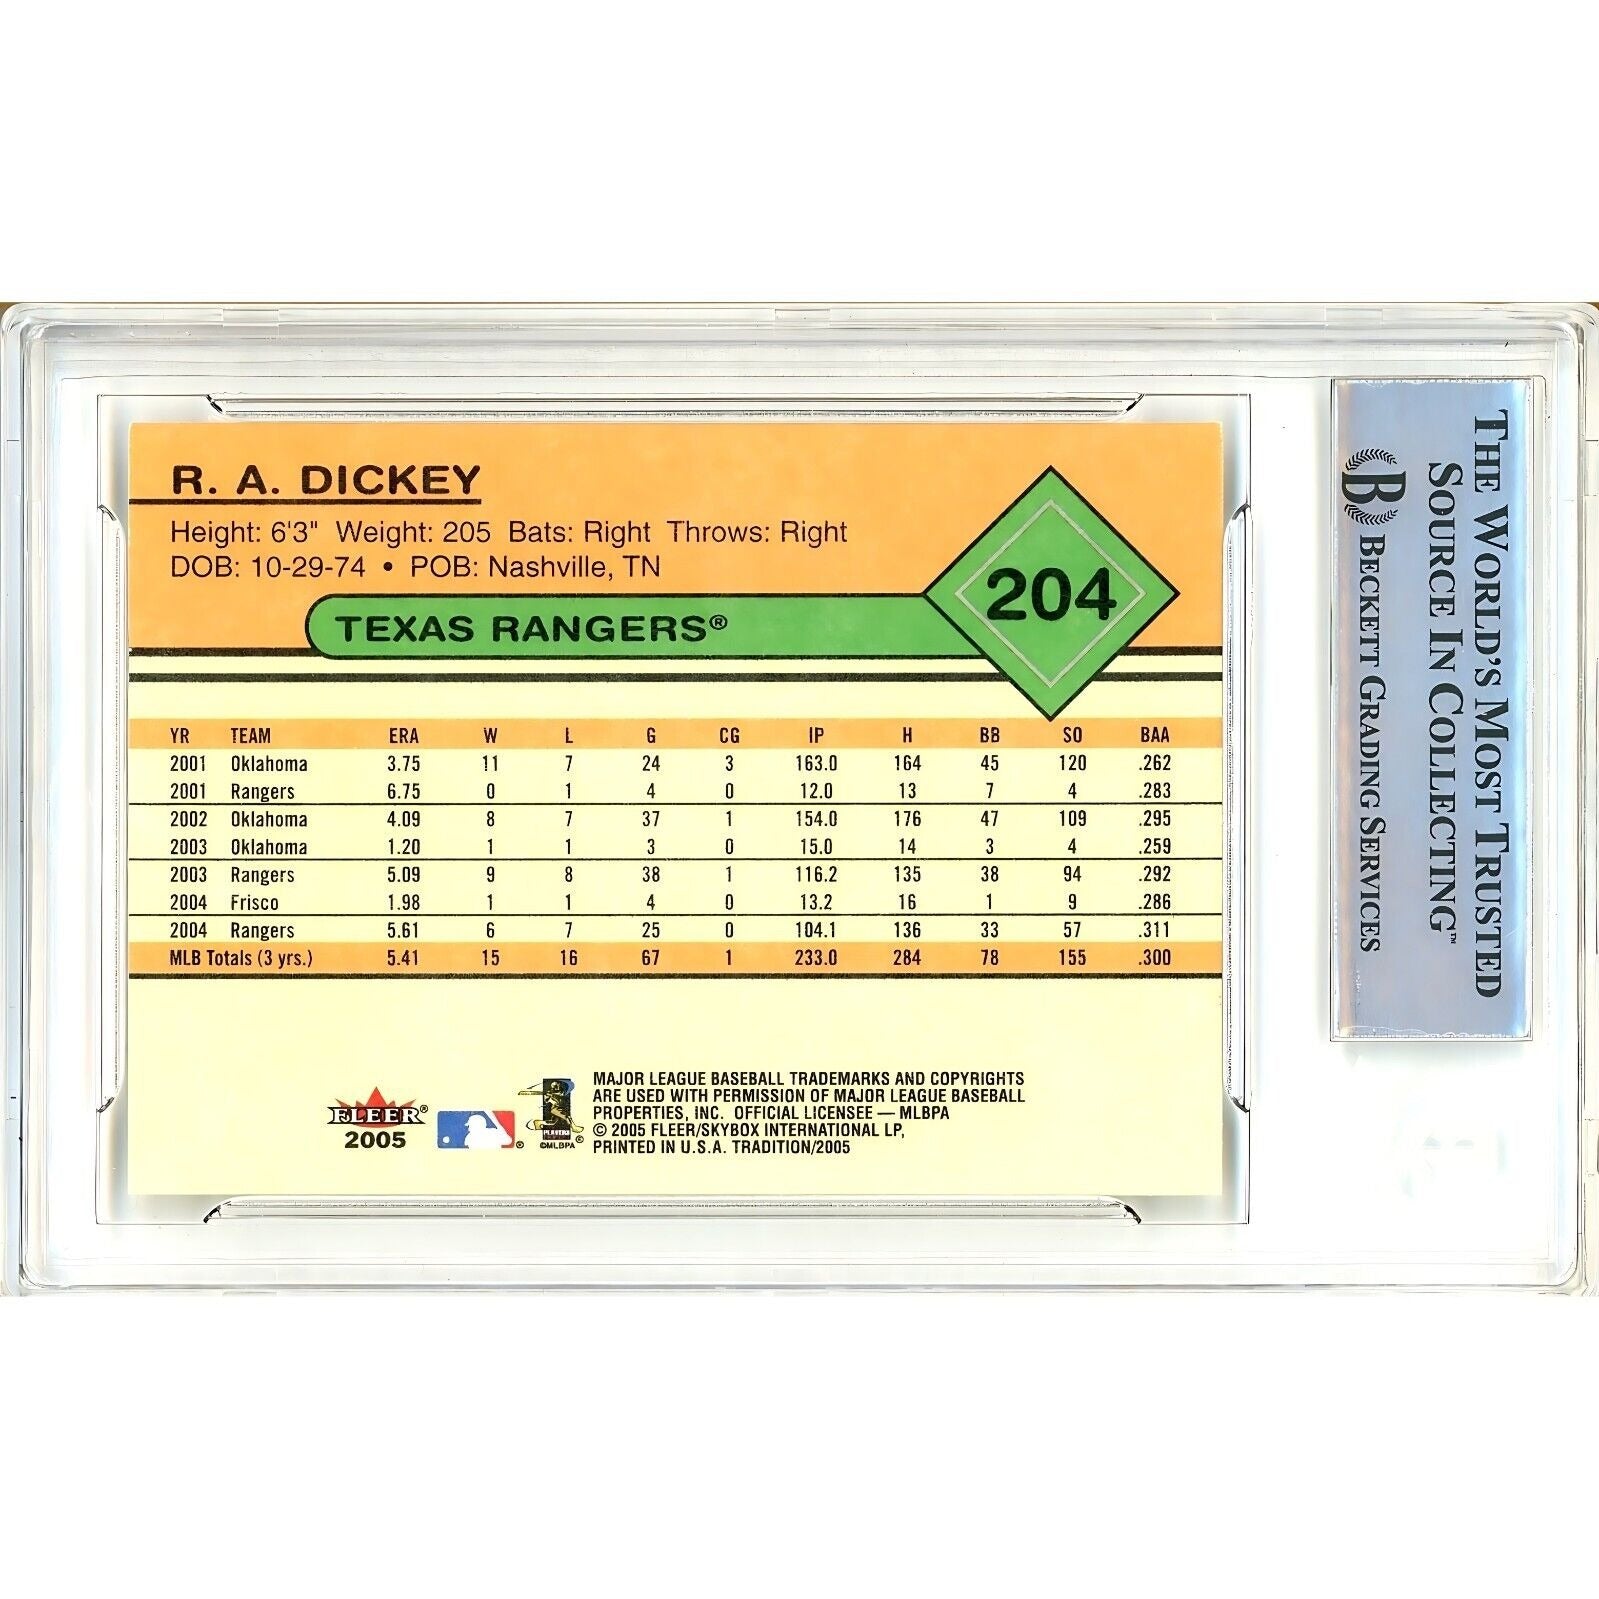 R. A. DICKEY
Height: 6'3" Weight: 205 Bats: Right Throws: Right
DOB: 10-29-74 • POB: Nashville, TN
TEXAS RANGERS®
204
YR TEAM ERA W L G CG IP H BB SO BAA
2001 Oklahoma 3.75 11 7 24 3 163.0 164 45 120 .262
2001 Rangers 6.75 0 1 4 0 12.0 13 7 4 .283
2002 Oklahoma 4.09 8 7 37 1 154.0 176 47 109 .295
2003 Oklahoma 1.20 1 1 3 0 15.0 14 3 4 .259
2003 Rangers 5.09 9 8 38 1 116.2 135 38 94 .292
2004 Frisco 1.98 1 1 4 0 13.2 16 1 9 .286
2004 Rangers 5.61 6 7 25 0 104.1 136 33 57 .311
MLB Totals (3 yrs.) 5.41 15 16 67 1 233.0 284 78 155 .300
FLEER®
2005
®
PLAYERS
©MLBPA®
MAJOR LEAGUE BASEBALL TRADEMARKS AND COPYRIGHTS
ARE USED WITH PERMISSION OF MAJOR LEAGUE BASEBALL
PROPERTIES, INC. OFFICIAL LICENSEE — MLBPA
© 2005 FLEER/SKYBOX INTERNATIONAL LP,
PRINTED IN U.S.A. TRADITION/2005
THE WORLD'S MOST TRUSTED
SOURCE IN COLLECTING™
B BECKETT GRADING SERVICES